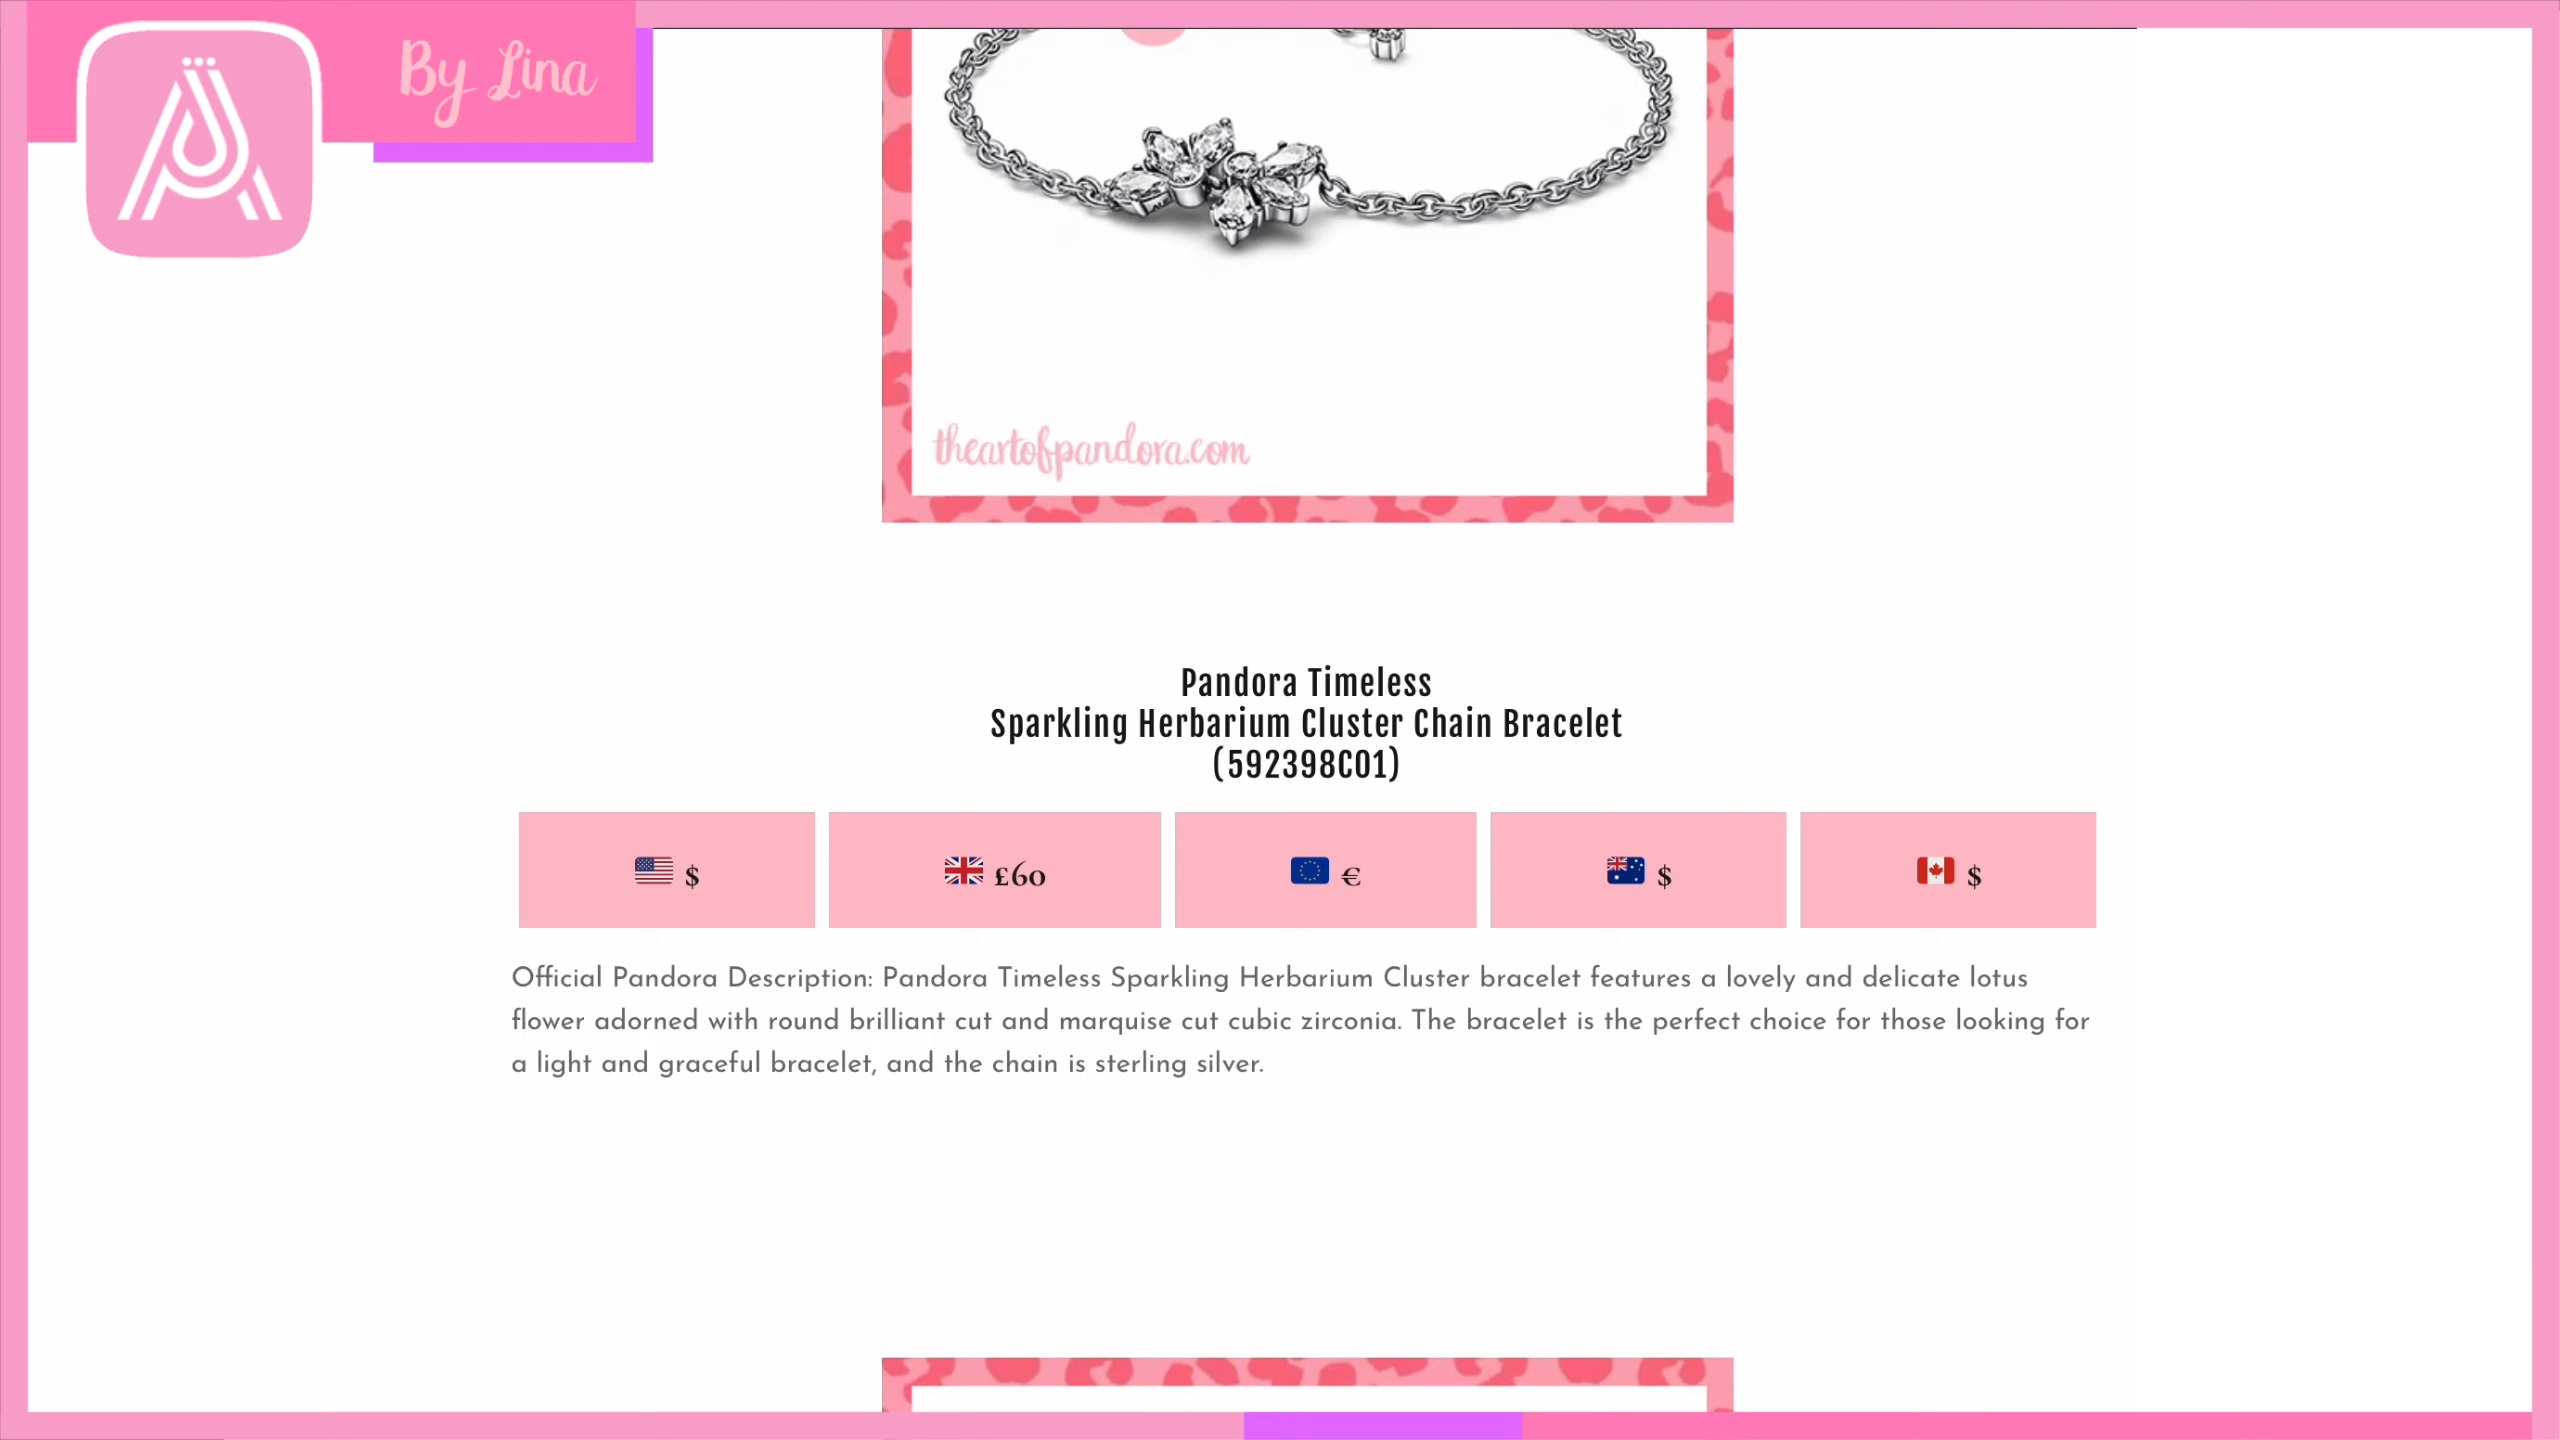 By Lina
theartofpandora.com
Pandora Timeless
Sparkling Herbarium Cluster Chain Bracelet
(592398C01)
$
£60
€
$
$
Official Pandora Description: Pandora Timeless Sparkling Herbarium Cluster bracelet features a lovely and delicate lotus
flower adorned with round brilliant cut and marquise cut cubic zirconia. The bracelet is the perfect choice for those looking for
a light and graceful bracelet, and the chain is sterling silver.